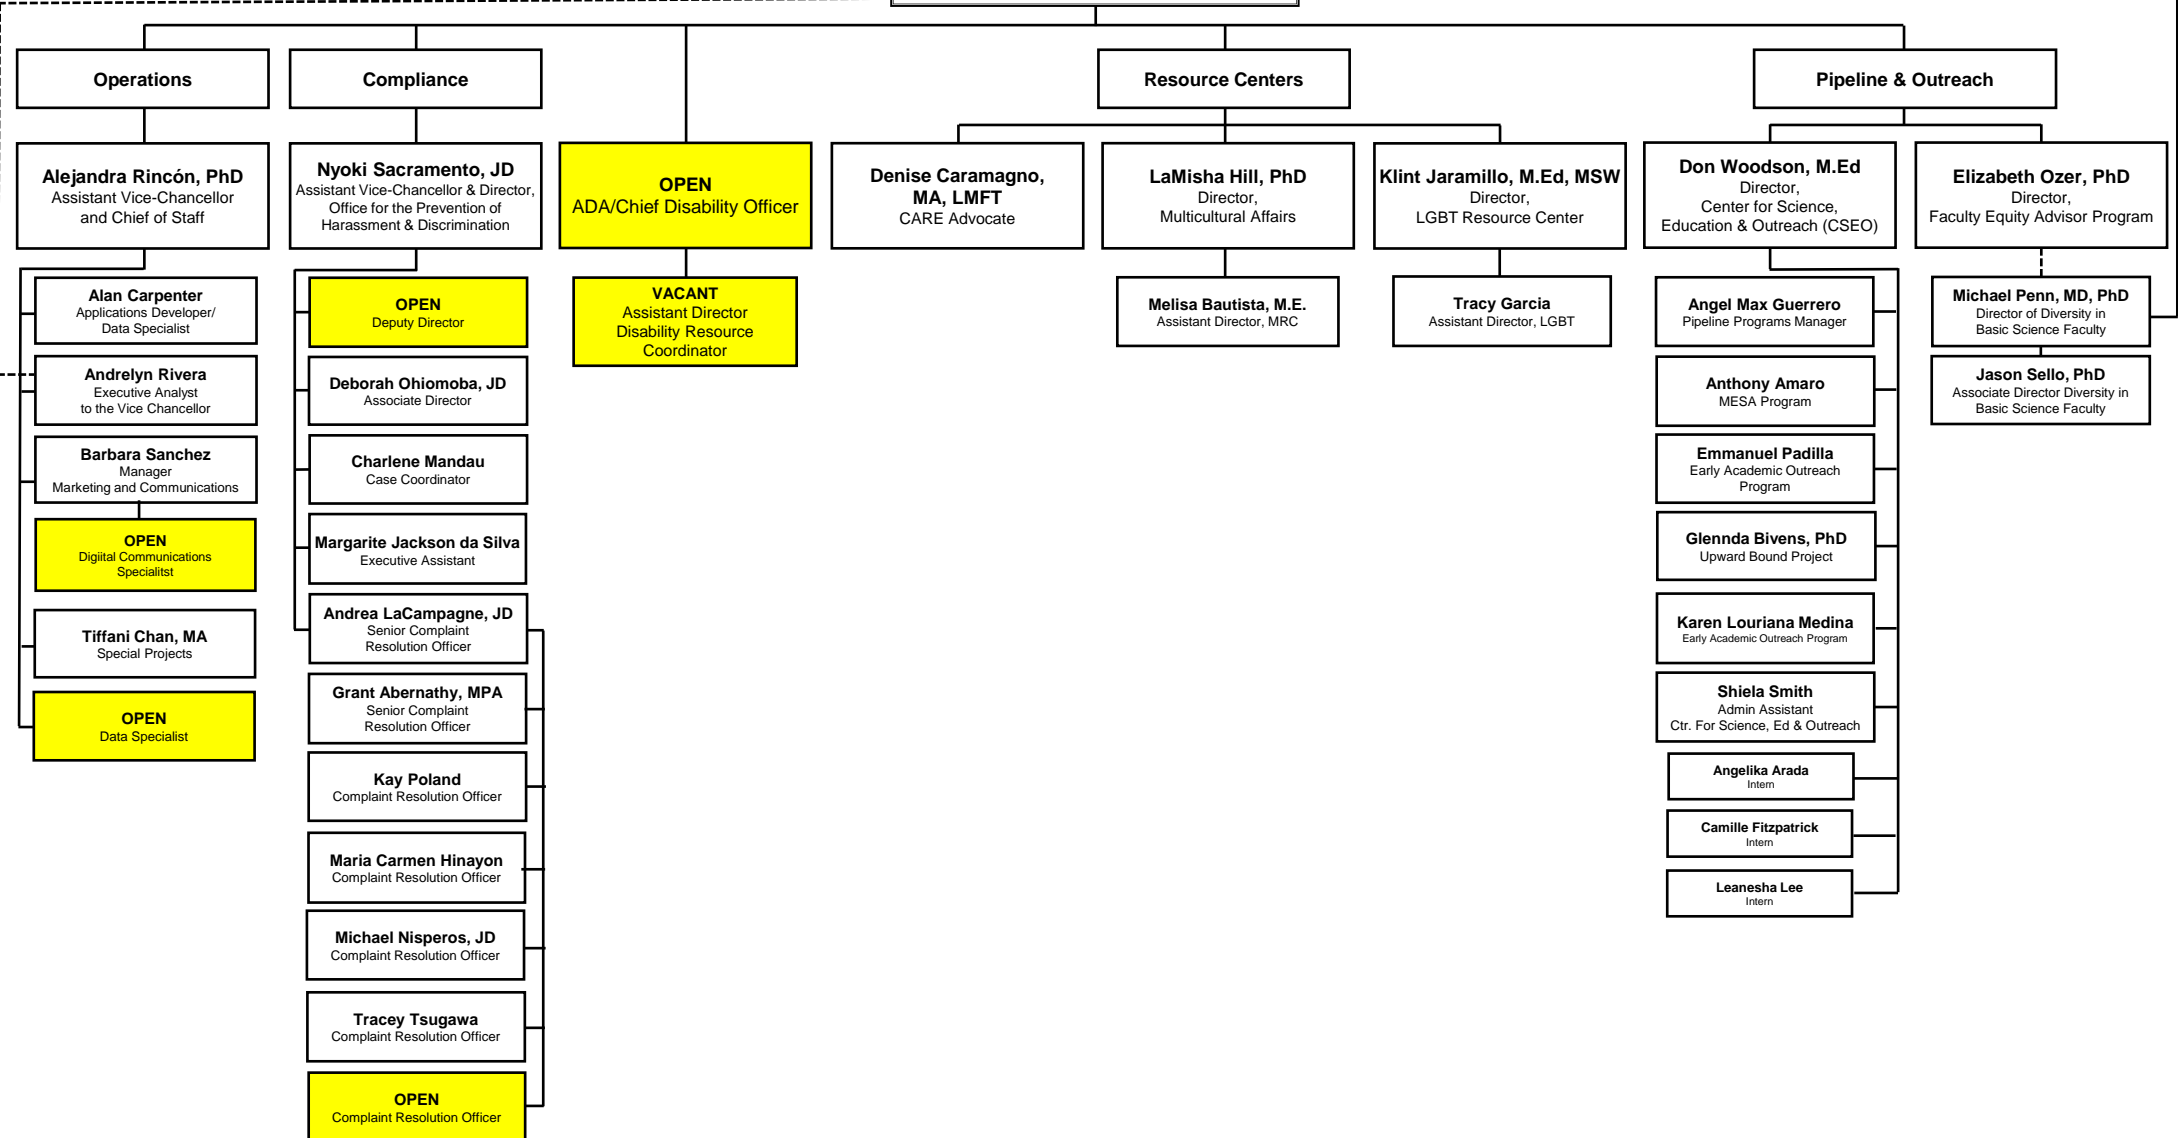 Operations
Compliance
Resource Centers
Pipeline & Outreach
Alejandra Rincón, PhD
Assistant Vice-Chancellor
and Chief of Staff
Nyoki Sacramento, JD
Assistant Vice-Chancellor & Director,
Office for the Prevention of
Harassment & Discrimination
OPEN
ADA/Chief Disability Officer
Denise Caramagno,
MA, LMFT
CARE Advocate
LaMisha Hill, PhD
Director,
Multicultural Affairs
Klint Jaramillo, M.Ed, MSW
Director,
LGBT Resource Center
Don Woodson, M.Ed
Director,
Center for Science,
Education & Outreach (CSEO)
Elizabeth Ozer, PhD
Director,
Faculty Equity Advisor Program
Alan Carpenter
Applications Developer/
Data Specialist
Andrelyn Rivera
Executive Analyst
to the Vice Chancellor
Barbara Sanchez
Manager
Marketing and Communications
OPEN
Digiital Communications
Specialitst
Tiffani Chan, MA
Special Projects
OPEN
Data Specialist
OPEN
Deputy Director
Deborah Ohiomoba, JD
Associate Director
Charlene Mandau
Case Coordinator
Margarite Jackson da Silva
Executive Assistant
Andrea LaCampagne, JD
Senior Complaint
Resolution Officer
Grant Abernathy, MPA
Senior Complaint
Resolution Officer
Kay Poland
Complaint Resolution Officer
Maria Carmen Hinayon
Complaint Resolution Officer
Michael Nisperos, JD
Complaint Resolution Officer
Tracey Tsugawa
Complaint Resolution Officer
OPEN
Complaint Resolution Officer
VACANT
Assistant Director
Disability Resource
Coordinator
Melisa Bautista, M.E.
Assistant Director, MRC
Tracy Garcia
Assistant Director, LGBT
Angel Max Guerrero
Pipeline Programs Manager
Anthony Amaro
MESA Program
Emmanuel Padilla
Early Academic Outreach
Program
Glennda Bivens, PhD
Upward Bound Project
Karen Louriana Medina
Early Academic Outreach Program
Shiela Smith
Admin Assistant
Ctr. For Science, Ed & Outreach
Angelika Arada
Intern
Camille Fitzpatrick
Intern
Leanesha Lee
Intern
Michael Penn, MD, PhD
Director of Diversity in
Basic Science Faculty
Jason Sello, PhD
Associate Director Diversity in
Basic Science Faculty